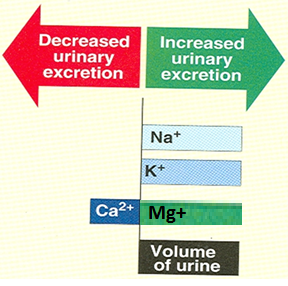 Decreased
urinary
excretion
Increased
urinary
excretion
Na⁺
K⁺
Ca²⁺
Mg+
Volume
of urine